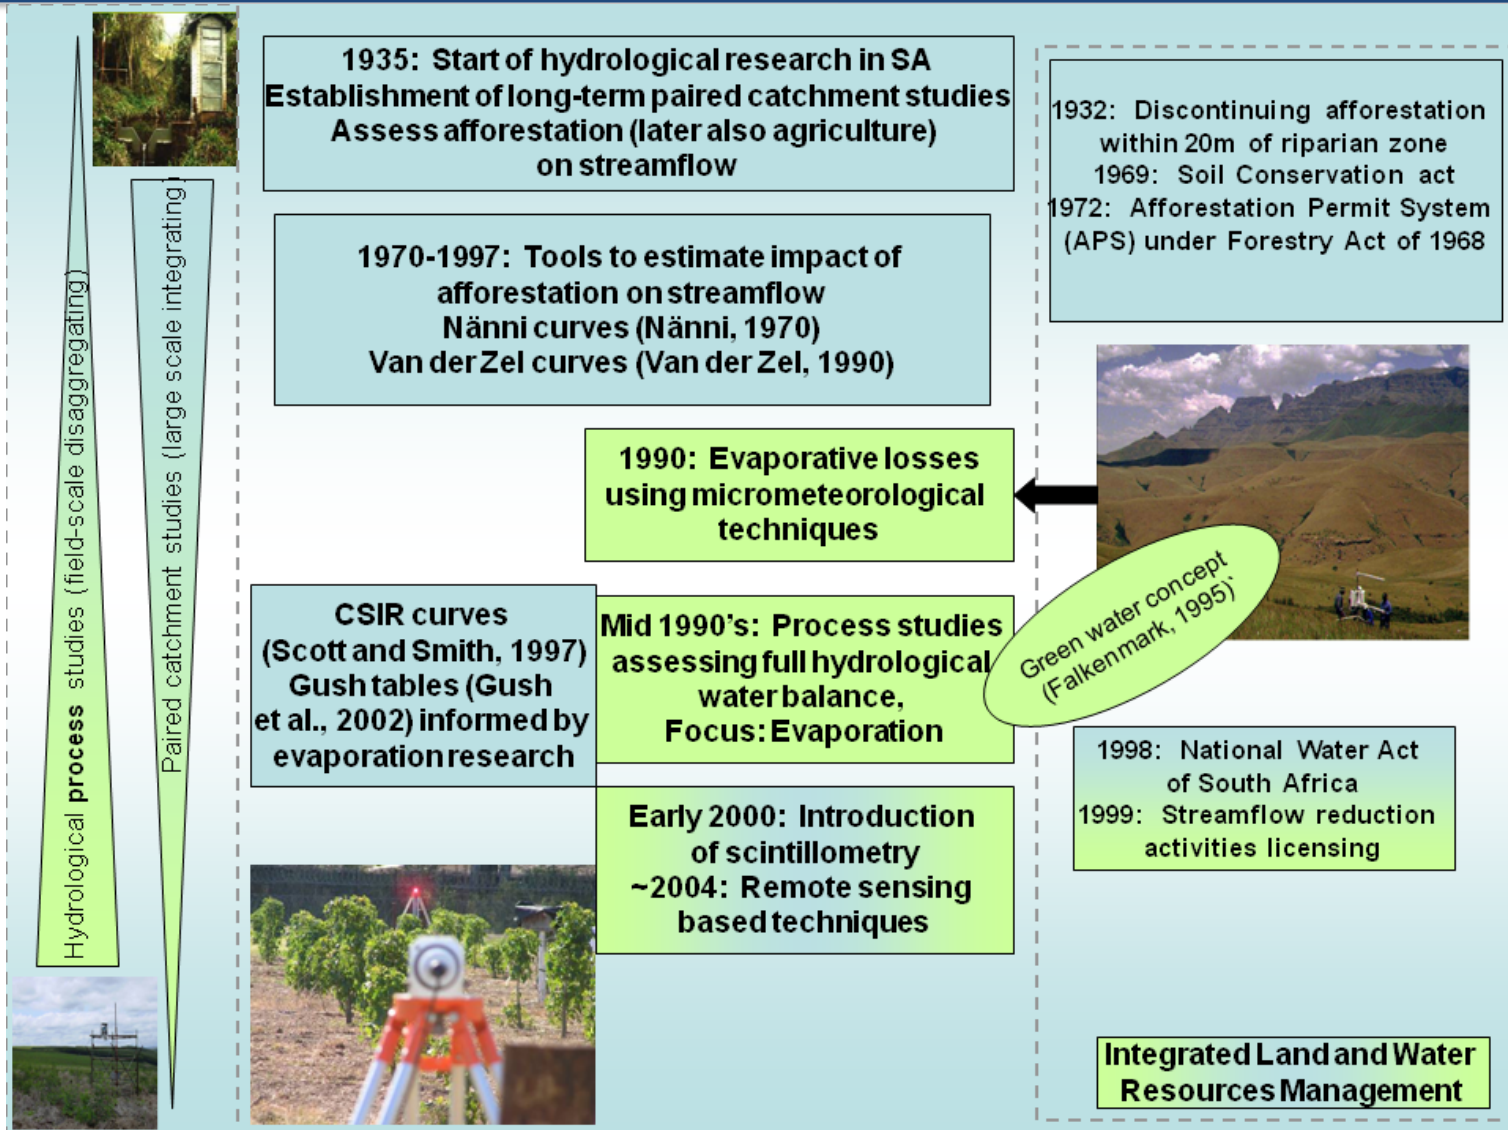 Hydrological process studies (field-scale disaggregating)
Paired catchment studies (large scale integrating)
1935: Start of hydrological research in SA
Establishment of long-term paired catchment studies
Assess afforestation (later also agriculture)
on streamflow
1970-1997: Tools to estimate impact of
afforestation on streamflow
Nänni curves (Nänni, 1970)
Van der Zel curves (Van der Zel, 1990)
1990: Evaporative losses
using micrometeorological
techniques
CSIR curves
(Scott and Smith, 1997)
Gush tables (Gush
et al., 2002) informed by
evaporation research
Mid 1990's: Process studies
assessing full hydrological
water balance,
Focus: Evaporation
Early 2000: Introduction
of scintillometry
~2004: Remote sensing
based techniques
1932: Discontinuing afforestation
within 20m of riparian zone
1969: Soil Conservation act
1972: Afforestation Permit System
(APS) under Forestry Act of 1968
Green water concept
(Falkenmark, 1995)`
1998: National Water Act
of South Africa
1999: Streamflow reduction
activities licensing
Integrated Land and Water
Resources Management